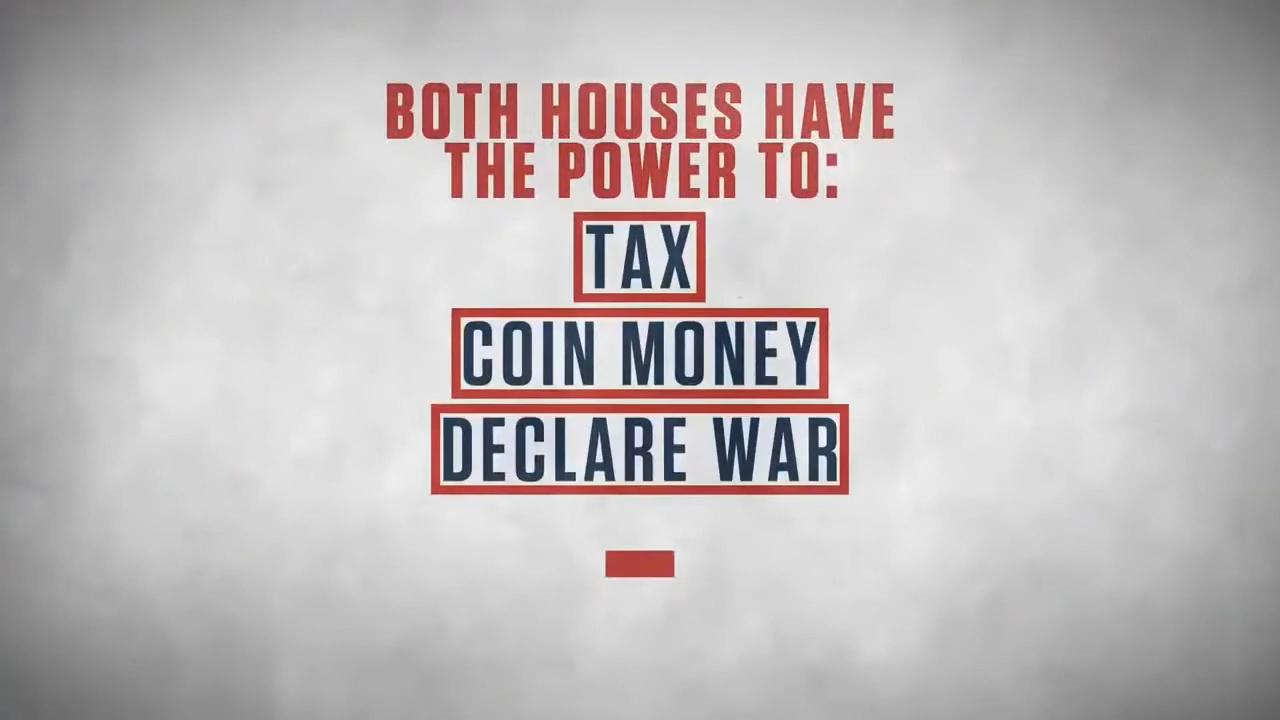 BOTH HOUSES HAVE
THE POWER TO:
TAX
COIN MONEY
DECLARE WAR